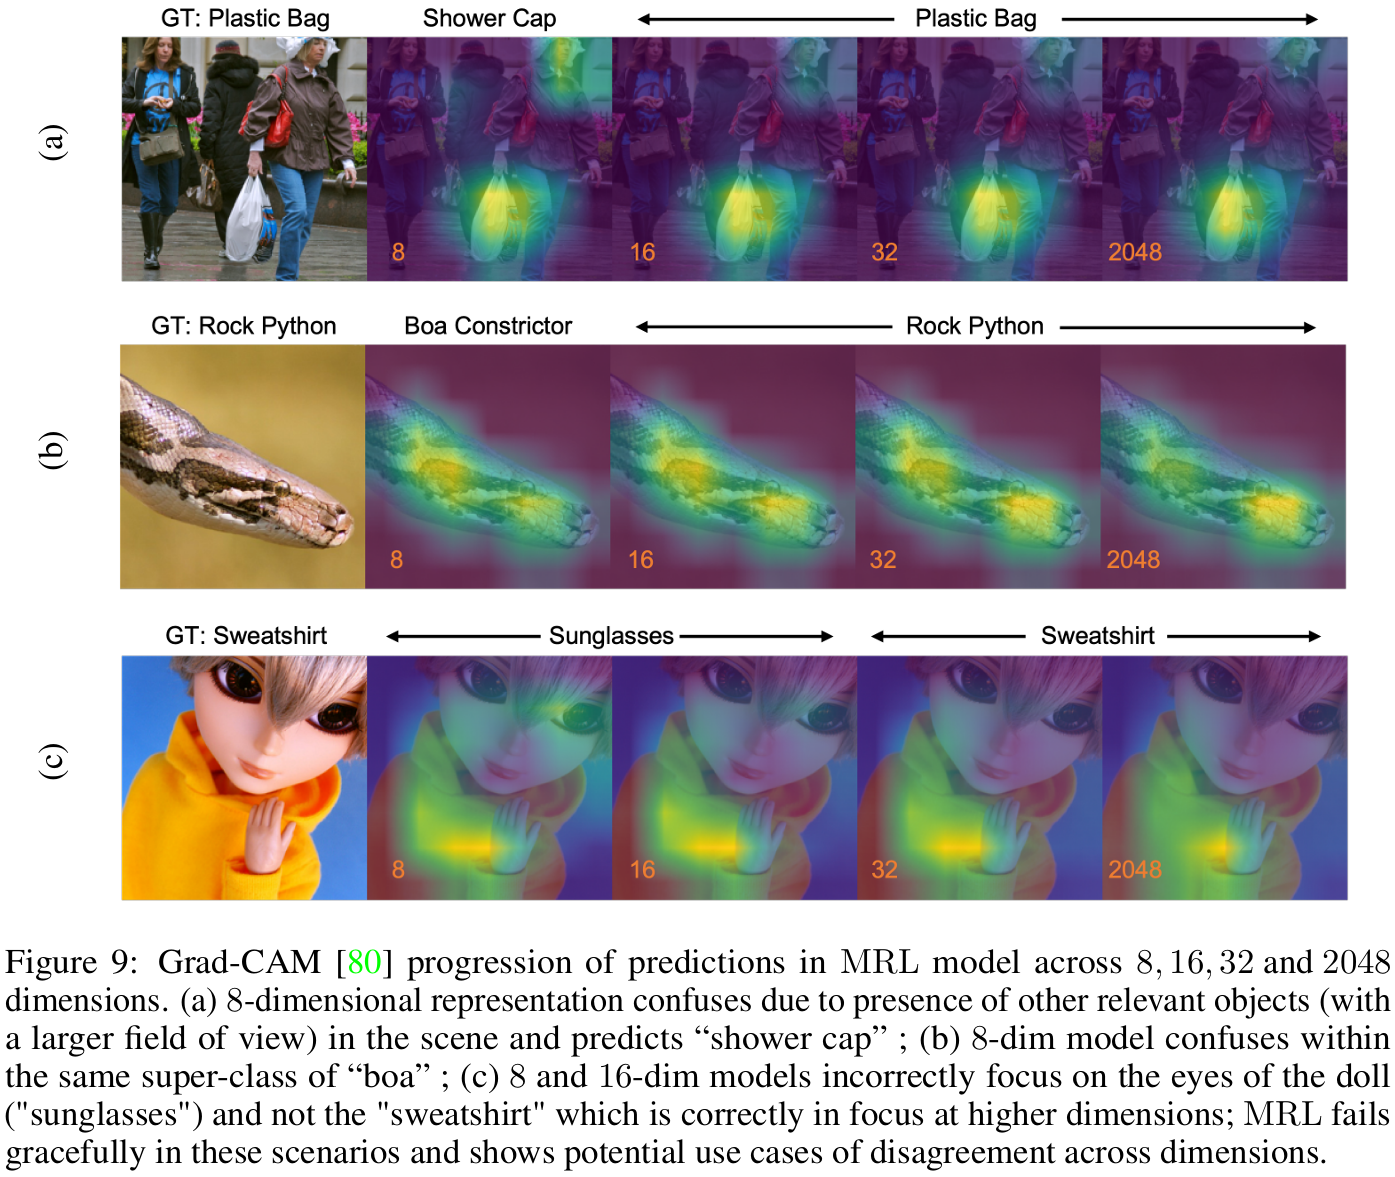 GT: Plastic Bag Shower Cap Plastic Bag
(a)
8 16 32 2048
GT: Rock Python Boa Constrictor Rock Python
(b)
8 16 32 2048
GT: Sweatshirt Sunglasses Sweatshirt
(c)
8 16 32 2048
Figure 9: Grad-CAM [80] progression of predictions in MRL model across 8, 16, 32 and 2048
dimensions. (a) 8-dimensional representation confuses due to presence of other relevant objects (with
a larger field of view) in the scene and predicts “shower cap” ; (b) 8-dim model confuses within
the same super-class of “boa” ; (c) 8 and 16-dim models incorrectly focus on the eyes of the doll
("sunglasses") and not the "sweatshirt" which is correctly in focus at higher dimensions; MRL fails
gracefully in these scenarios and shows potential use cases of disagreement across dimensions.